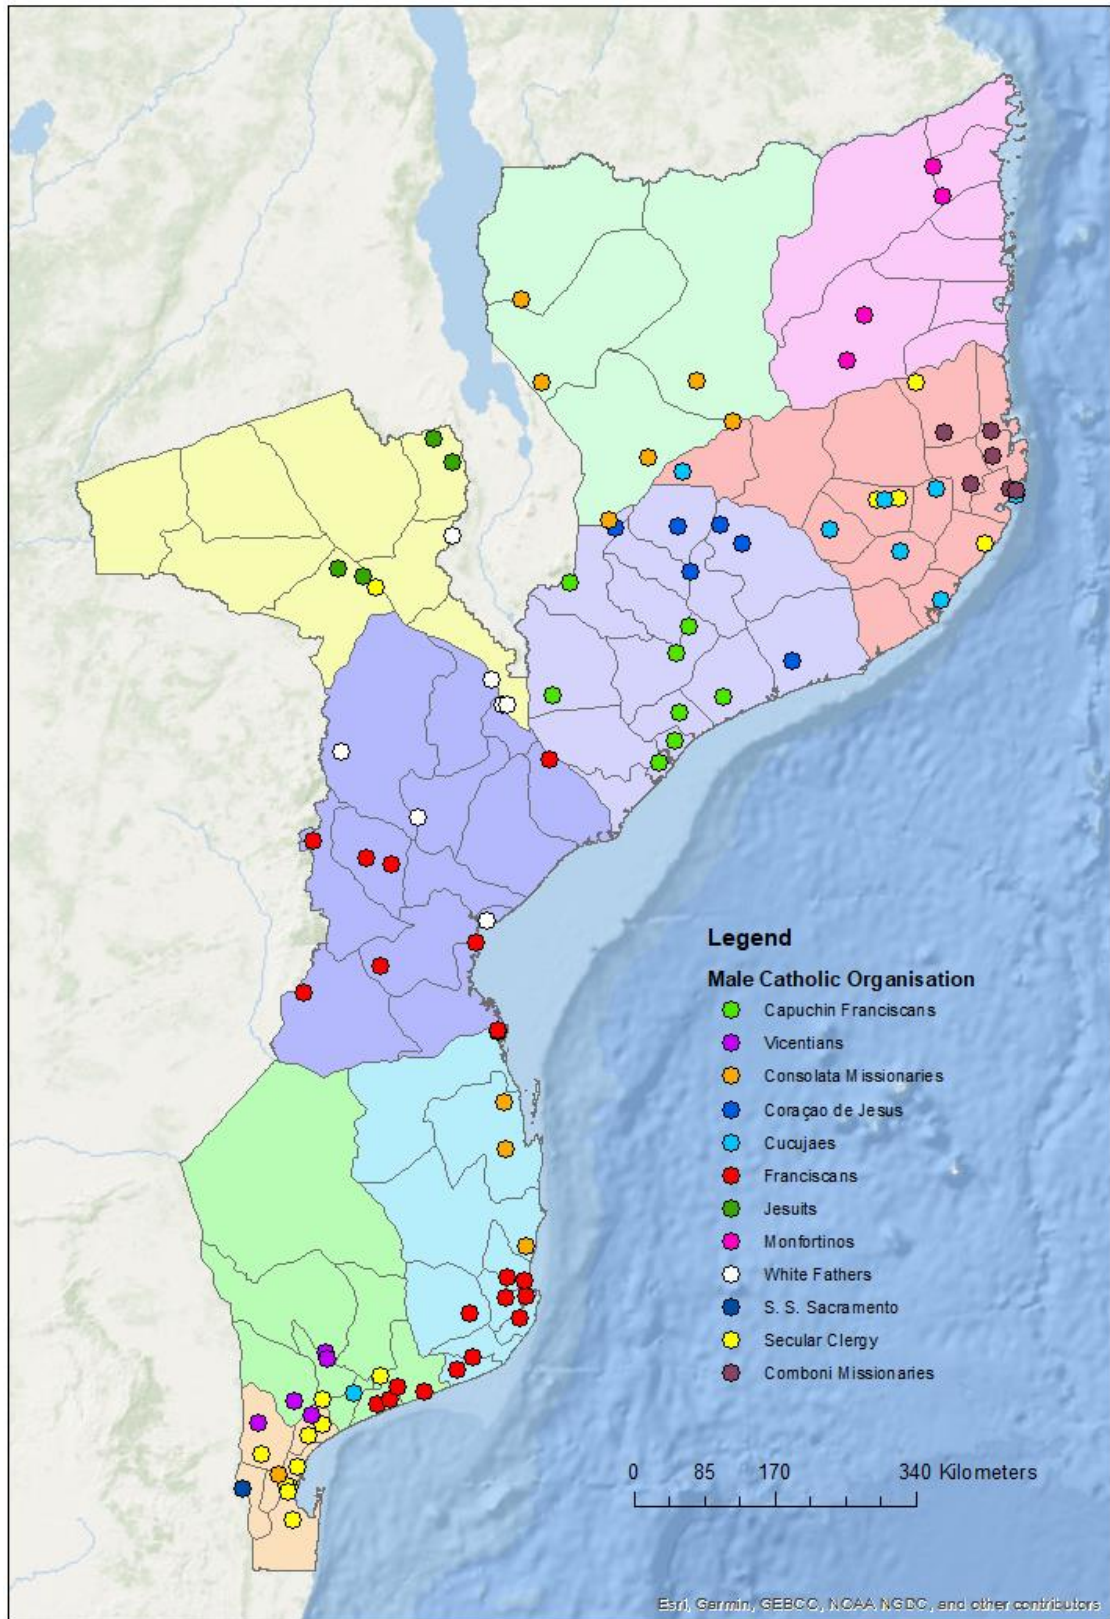 Legend
Male Catholic Organisation
Capuchin Franciscans
Vicentians
Consolata Missionaries
Coraçao de Jesus
Cucujaes
Franciscans
Jesuits
Monfortinos
White Fathers
S. S. Sacramento
Secular Clergy
Comboni Missionaries
0 85 170 340 Kilometers
Esri, Garmin, GEBCO, NOAA NGDC, and other contributors